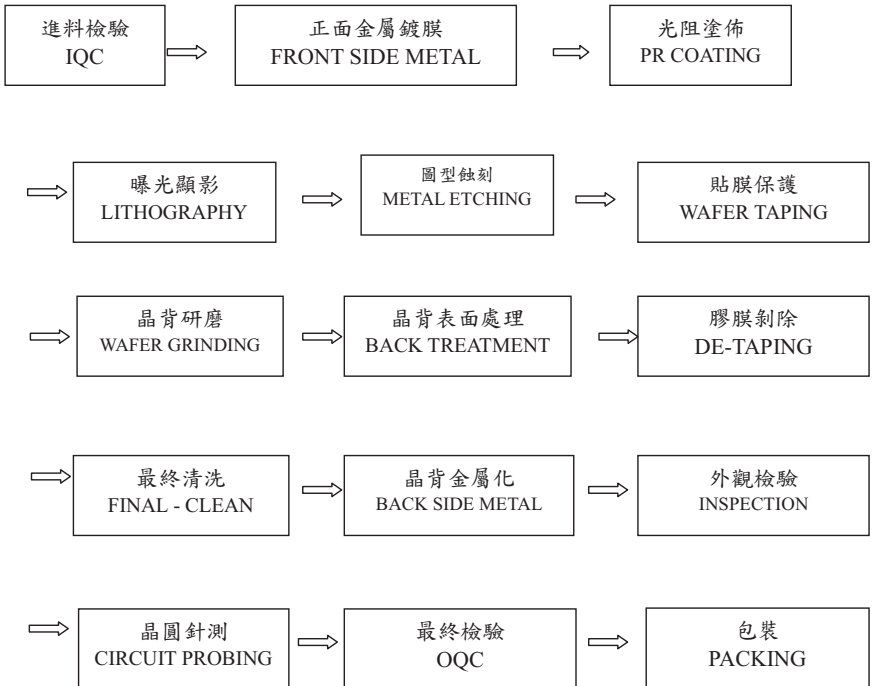 進料檢驗
IQC
正面金屬鍍膜
FRONT SIDE METAL
光阻塗佈
PR COATING
曝光顯影
LITHOGRAPHY
圖型蝕刻
METAL ETCHING
貼膜保護
WAFER TAPING
晶背研磨
WAFER GRINDING
晶背表面處理
BACK TREATMENT
膠膜剝除
DE-TAPING
最終清洗
FINAL - CLEAN
晶背金屬化
BACK SIDE METAL
外觀檢驗
INSPECTION
晶圓針測
CIRCUIT PROBING
最終檢驗
OQC
包裝
PACKING